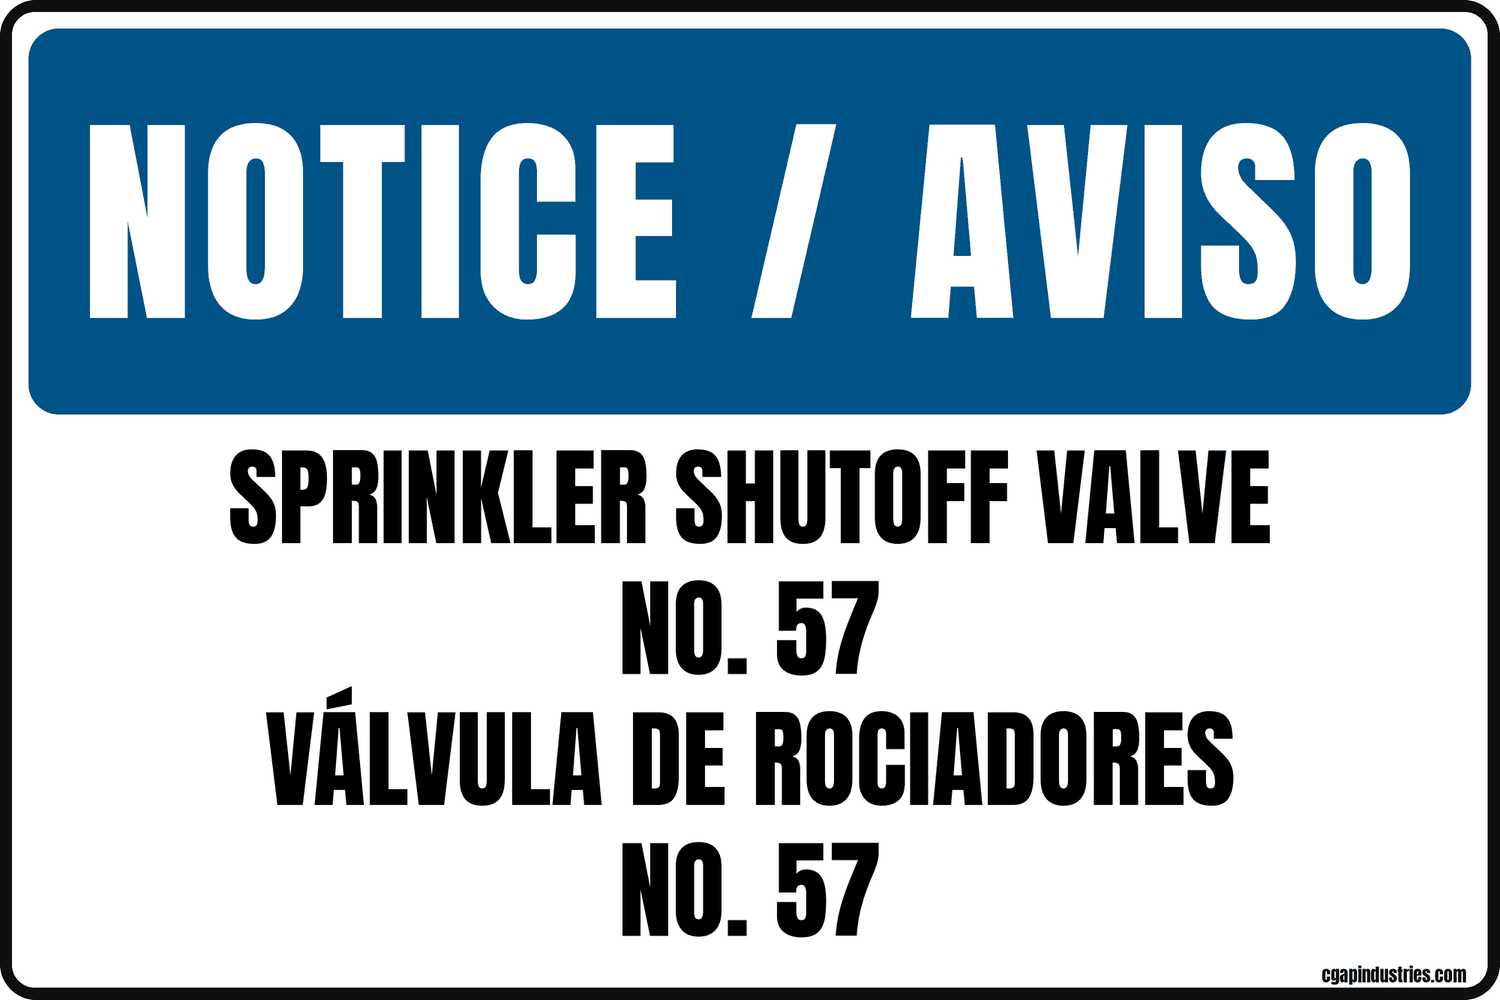 NOTICE / AVISO
SPRINKLER SHUTOFF VALVE
NO. 57
VÁLVULA DE ROCIADORES
NO. 57
cgapindustries.com